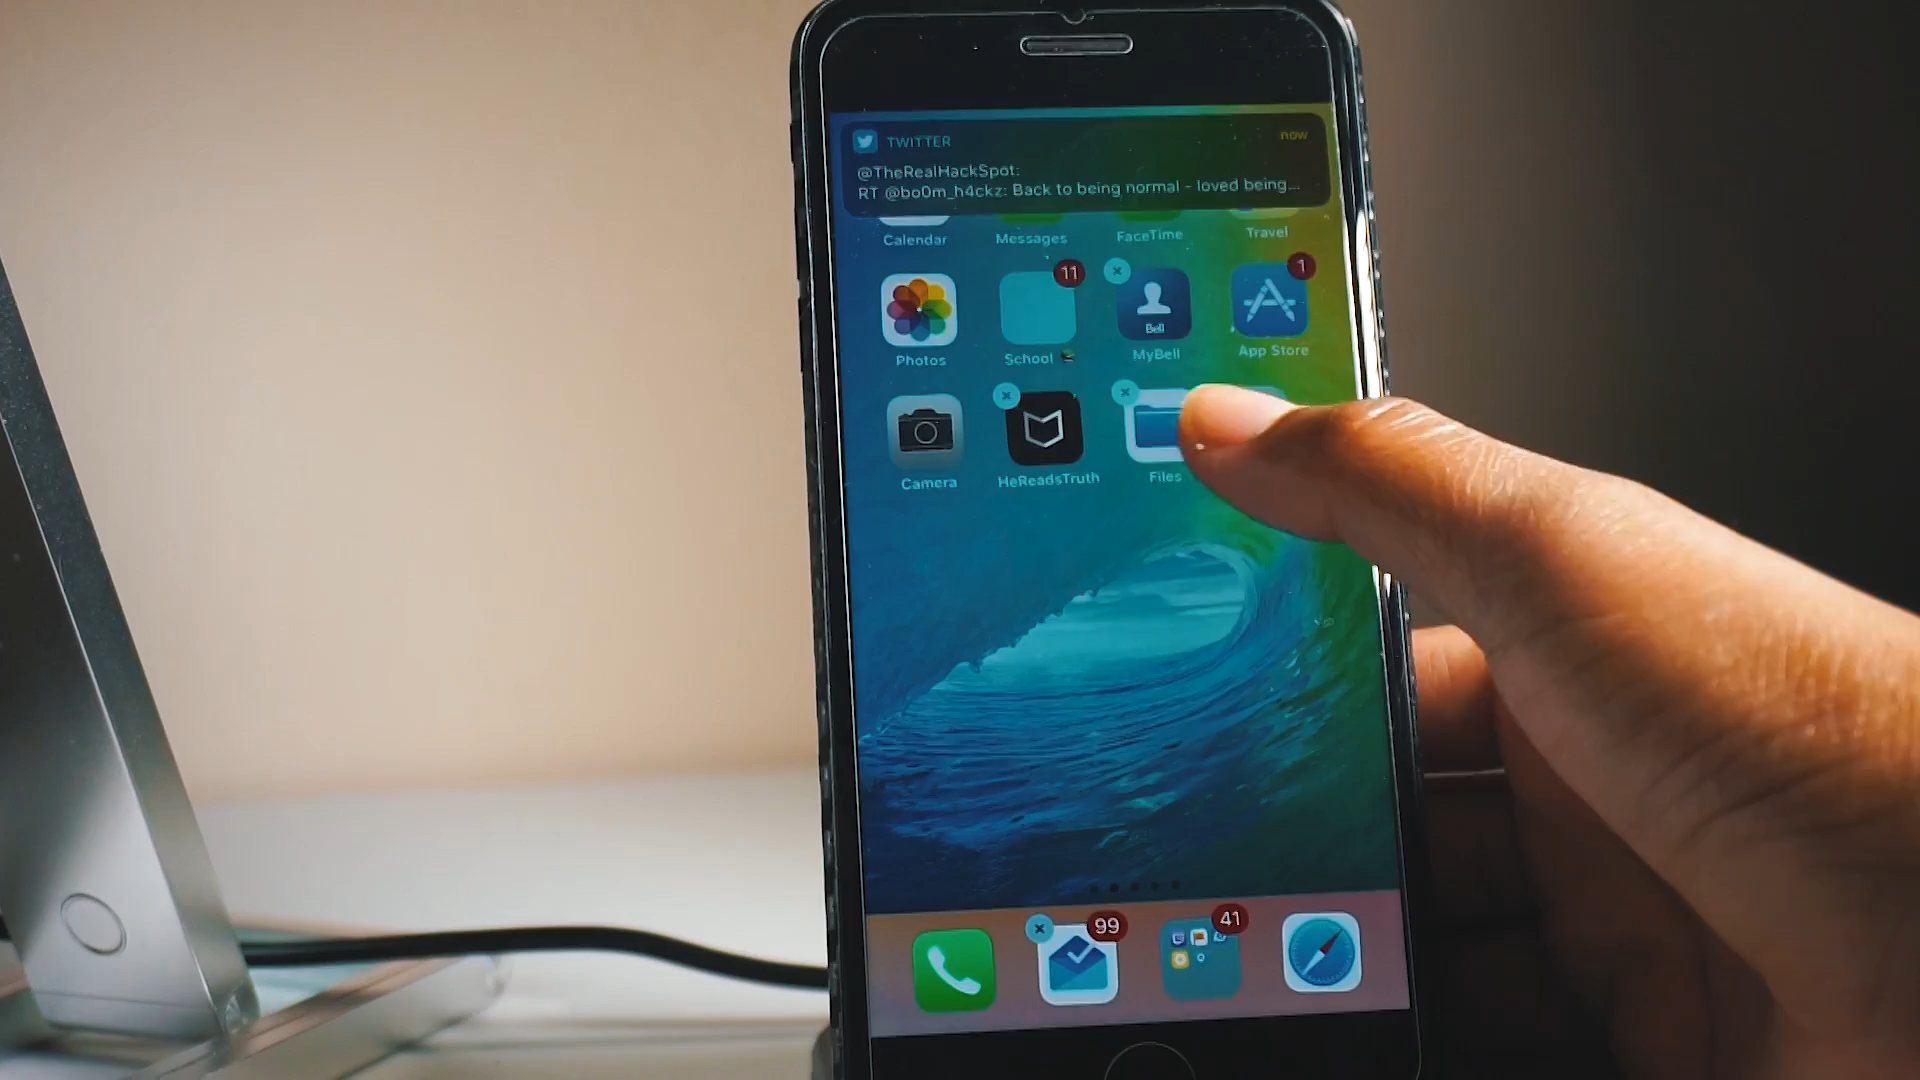 TWITTER now
@TheRealHackSpot:
RT @bo0m_h4ckz: Back to being normal - loved being...
Calendar Messages FaceTime Travel
11 1
Bell
Photos School MyBell App Store
Camera HeReadsTruth Files
99 41